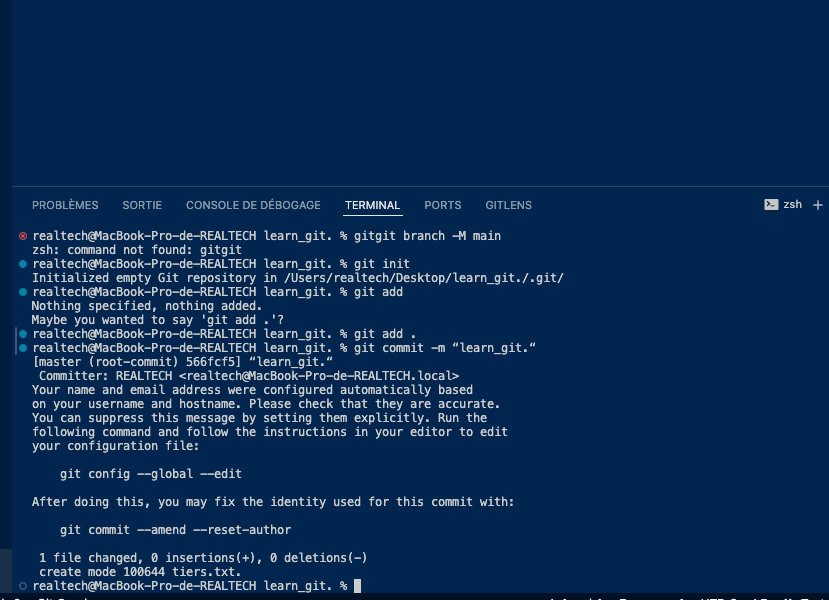 PROBLÈMES SORTIE CONSOLE DE DÉBOGAGE TERMINAL PORTS GITLENS zsh +
realtech@MacBook-Pro-de-REALTECH learn_git. % gitgit branch -M main
zsh: command not found: gitgit
realtech@MacBook-Pro-de-REALTECH learn_git. % git init
Initialized empty Git repository in /Users/realtech/Desktop/learn_git./.git/
realtech@MacBook-Pro-de-REALTECH learn_git. % git add
Nothing specified, nothing added.
Maybe you wanted to say 'git add .'?
realtech@MacBook-Pro-de-REALTECH learn_git. % git add .
realtech@MacBook-Pro-de-REALTECH learn_git. % git commit -m “learn_git.“
[master (root-commit) 566fcf5] “learn_git.“
Committer: REALTECH <realtech@MacBook-Pro-de-REALTECH.local>
Your name and email address were configured automatically based
on your username and hostname. Please check that they are accurate.
You can suppress this message by setting them explicitly. Run the
following command and follow the instructions in your editor to edit
your configuration file:
git config --global --edit
After doing this, you may fix the identity used for this commit with:
git commit --amend --reset-author
1 file changed, 0 insertions(+), 0 deletions(-)
create mode 100644 tiers.txt.
realtech@MacBook-Pro-de-REALTECH learn_git. %